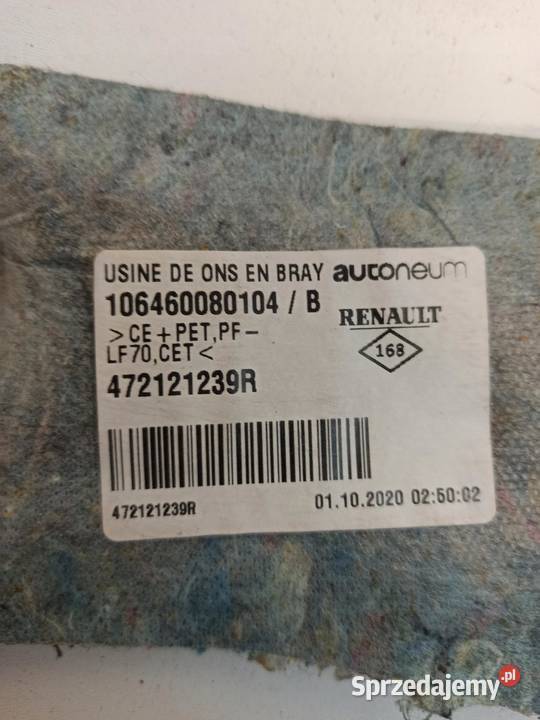 USINE DE ONS EN BRAY autoneum
106460080104 / B
>CE+PET,PF-
LF70,CET<
RENAULT
168
472121239R
472121239R
01.10.2020 02:50:02
Sprzedajemy.pl